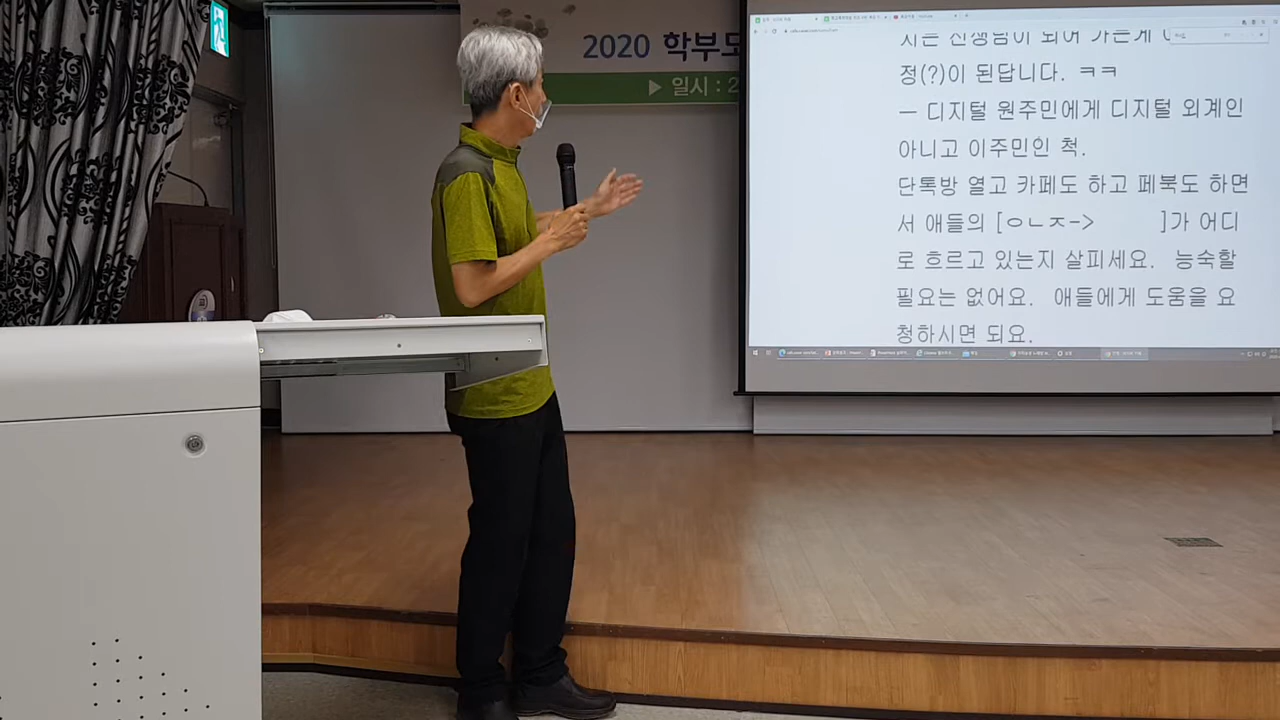 2020 학부모
▶ 일시 : 2
정(?)이 된답니다. ㅋㅋ
– 디지털 원주민에게 디지털 외계인
아니고 이주민인 척.
단톡방 열고 카페도 하고 페북도 하면
서 애들의 [ㅇㄴㅈ-> ]가 어디
로 흐르고 있는지 살피세요. 능숙할
필요는 없어요. 애들에게 도움을 요
청하시면 되요.